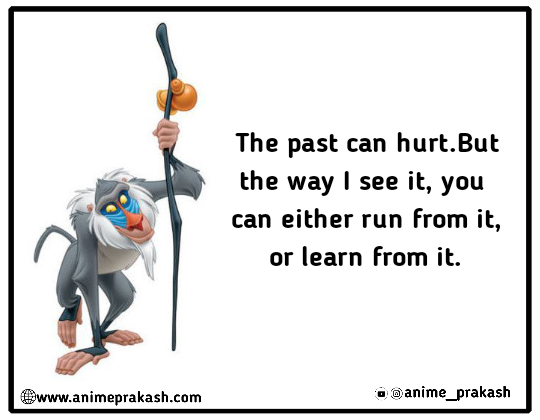 The past can hurt.But
the way I see it, you
can either run from it,
or learn from it.
www.animeprakash.com
@anime_prakash